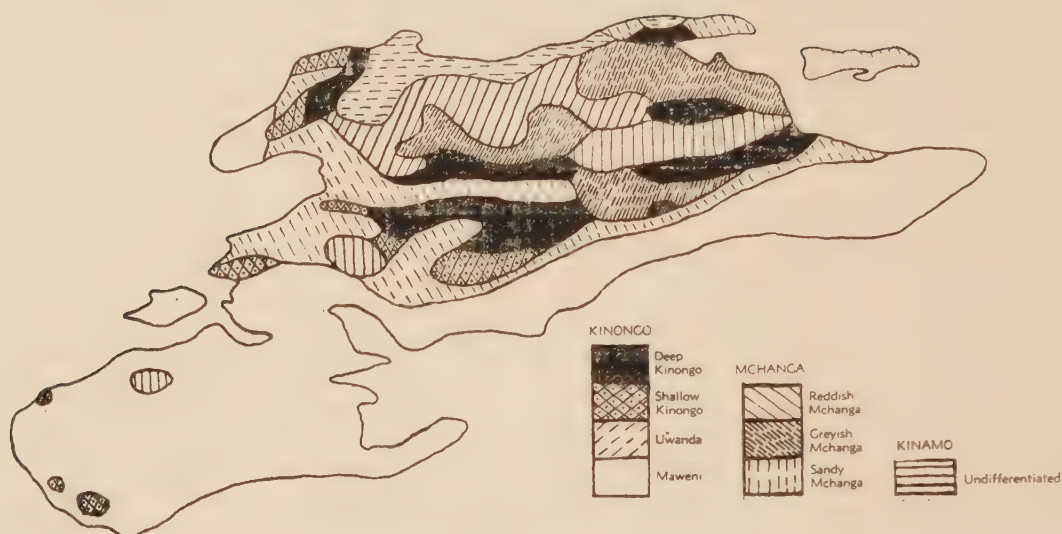 KINONGO
Deep
Kinongo
Shallow
Kinongo
Uwanda
Maweni
MCHANGA
Reddish
Mchanga
Greyish
Mchanga
Sandy
Mchanga
KINAMO
Undifferentiated